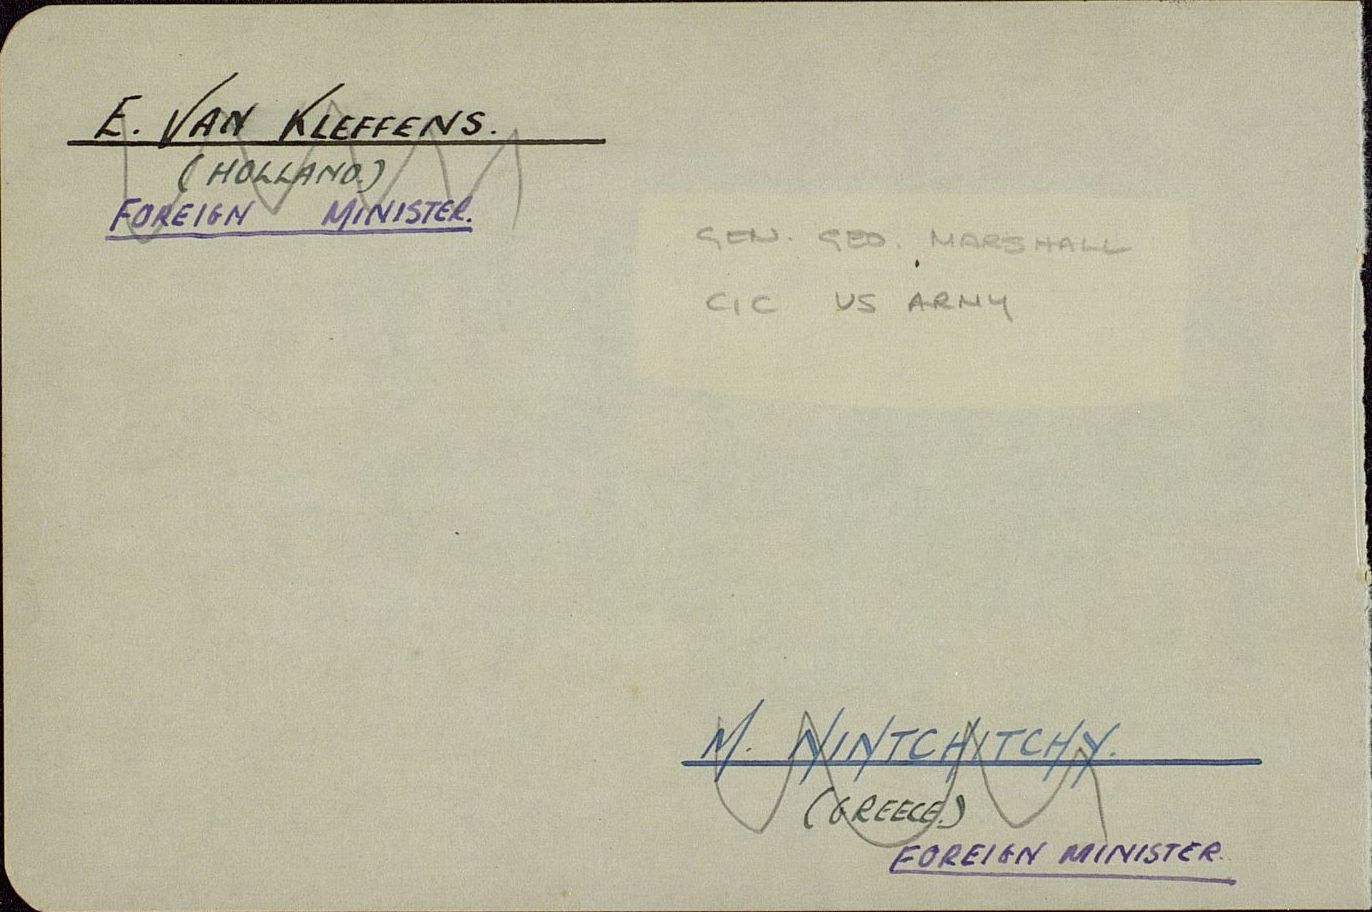 E. VAN KLEFFENS.
(HOLLAND.)
FOREIGN MINISTER.
GEN. GEO. MARSHALL
CIC US ARMY
M. NINTCHITCHY.
(GREECE.)
FOREIGN MINISTER.